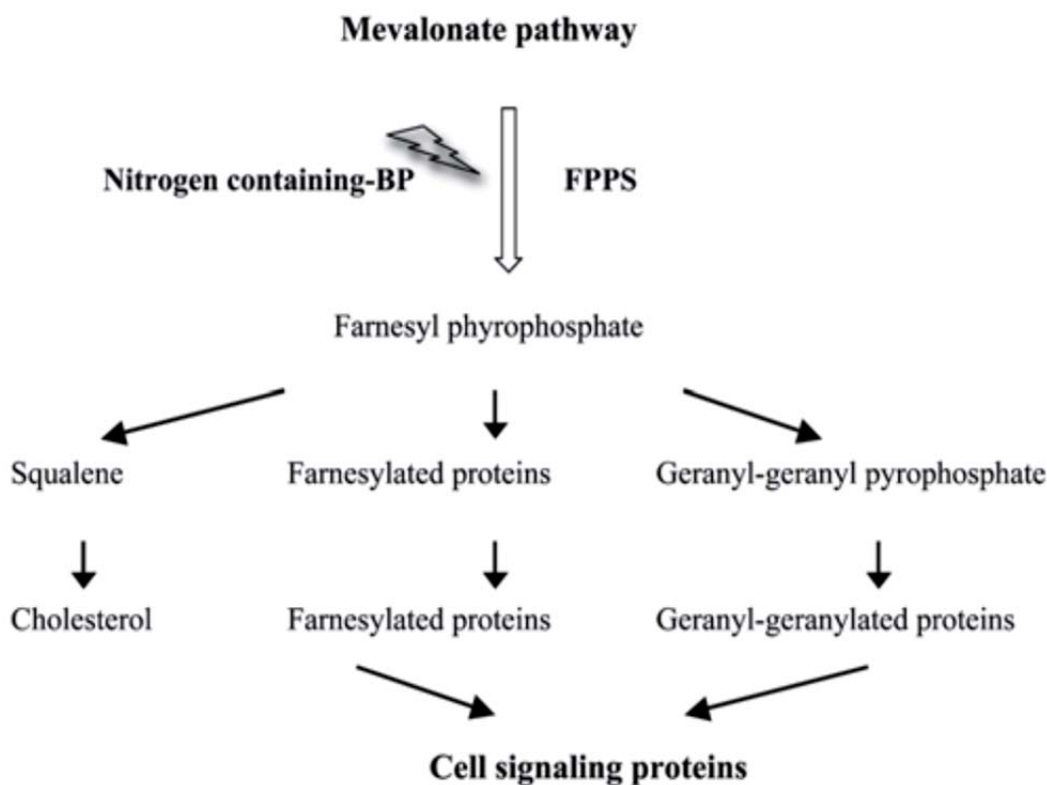 Mevalonate pathway
Nitrogen containing-BP FPPS
Farnesyl phyrophosphate
Squalene Farnesylated proteins Geranyl-geranyl pyrophosphate
Cholesterol Farnesylated proteins Geranyl-geranylated proteins
Cell signaling proteins